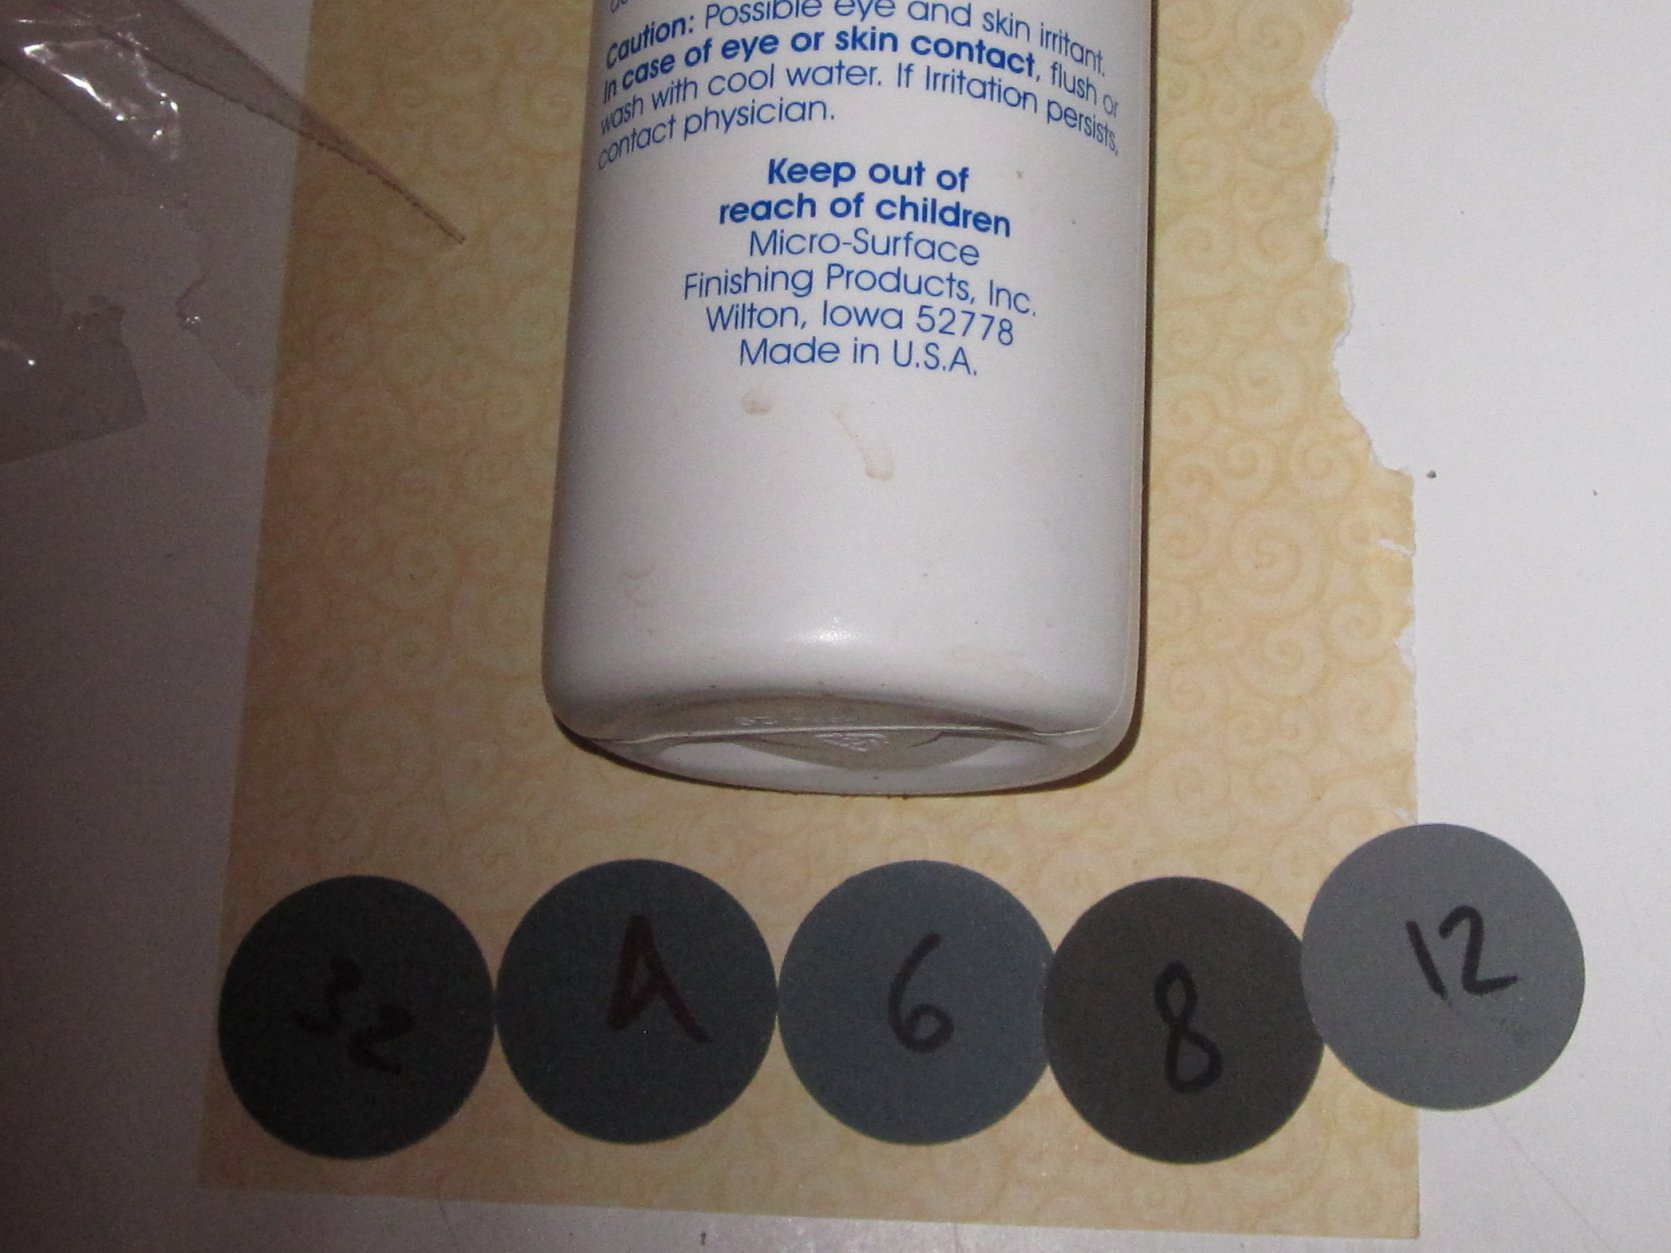 Caution: Possible eye and skin irritant.
In case of eye or skin contact, flush or
wash with cool water. If Irritation persists,
contact physician.
Keep out of
reach of children
Micro-Surface
Finishing Products, Inc.
Wilton, Iowa 52778
Made in U.S.A.
32
4
6
8
12